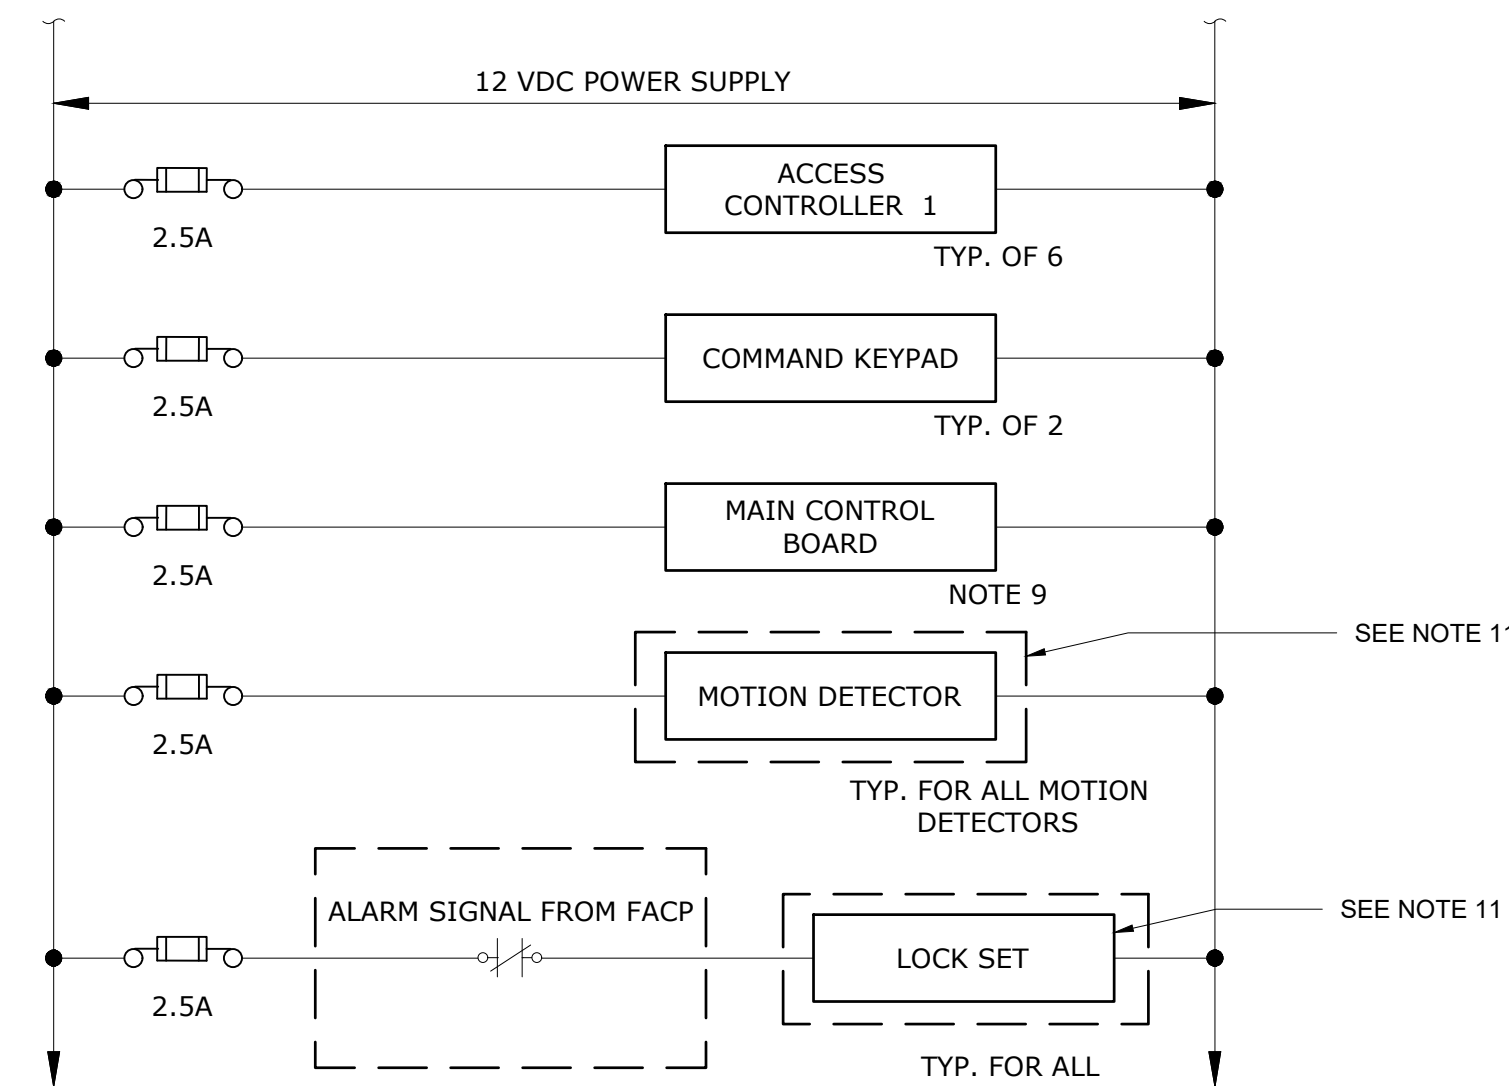 12 VDC POWER SUPPLY
ACCESS
CONTROLLER 1
2.5A
TYP. OF 6
COMMAND KEYPAD
2.5A
TYP. OF 2
MAIN CONTROL
BOARD
2.5A
NOTE 9
SEE NOTE 11
MOTION DETECTOR
2.5A
TYP. FOR ALL MOTION
DETECTORS
ALARM SIGNAL FROM FACP
SEE NOTE 11
LOCK SET
2.5A
TYP. FOR ALL